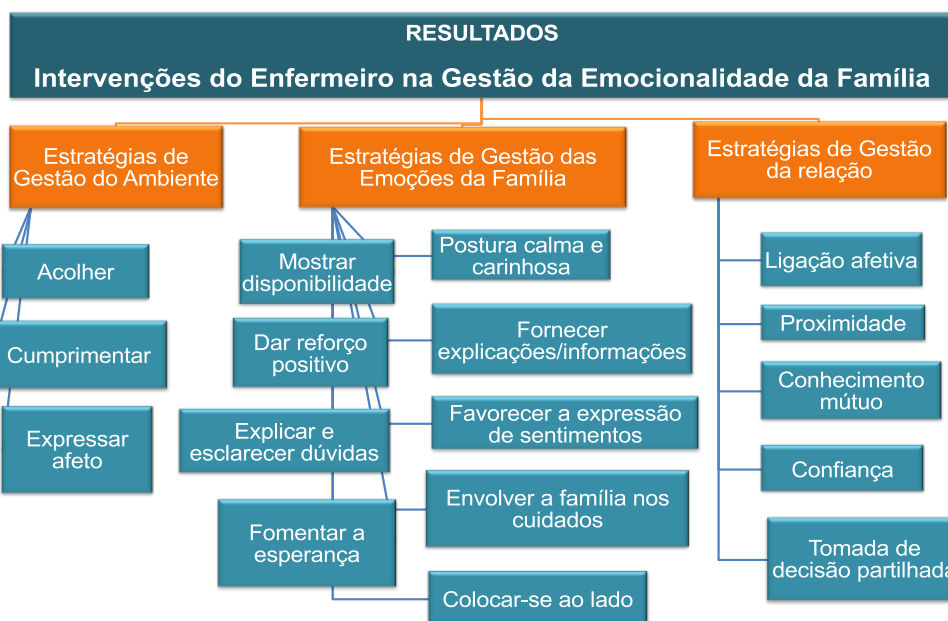 RESULTADOS
Intervenções do Enfermeiro na Gestão da Emocionalidade da Família
Estratégias de
Gestão do Ambiente
Acolher
Cumprimentar
Expressar
afeto
Estratégias de Gestão das
Emoções da Família
Mostrar
disponibilidade
Postura calma e
carinhosa
Dar reforço
positivo
Fornecer
explicações/informações
Explicar e
esclarecer dúvidas
Favorecer a expressão
de sentimentos
Fomentar a
esperança
Envolver a família nos
cuidados
Colocar-se ao lado
Estratégias de Gestão
da relação
Ligação afetiva
Proximidade
Conhecimento
mútuo
Confiança
Tomada de
decisão partilhada